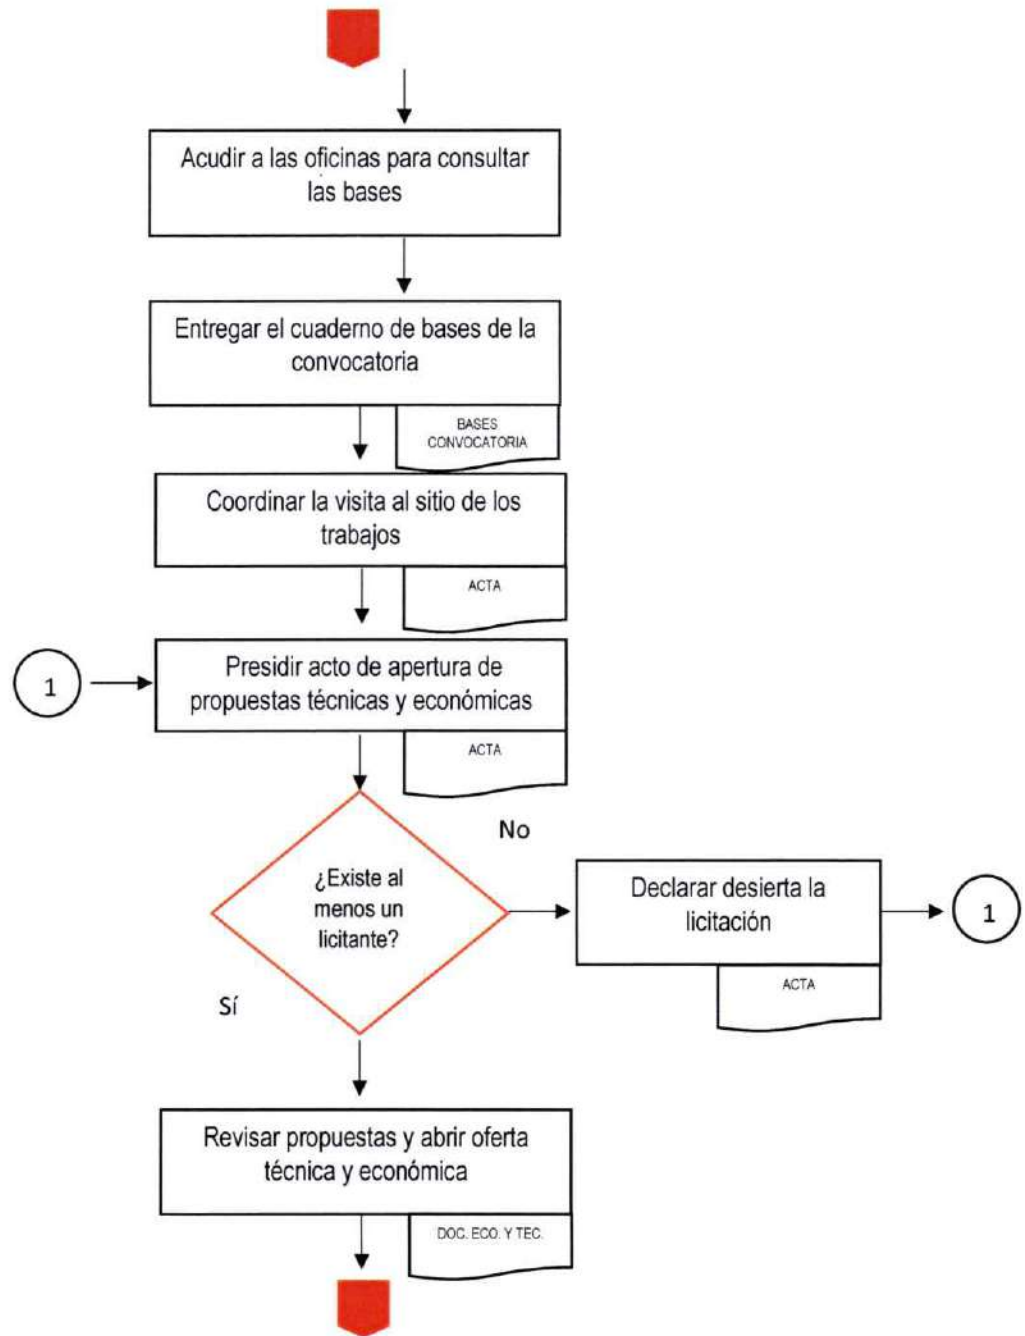 Acudir a las oficinas para consultar
las bases
Entregar el cuaderno de bases de la
convocatoria
BASES
CONVOCATORIA
Coordinar la visita al sitio de los
trabajos
ACTA
1
Presidir acto de apertura de
propuestas técnicas y económicas
ACTA
No
¿Existe al
menos un
licitante?
Declarar desierta la
licitación
1
ACTA
Sí
Revisar propuestas y abrir oferta
técnica y económica
DOC. ECO. Y TEC.